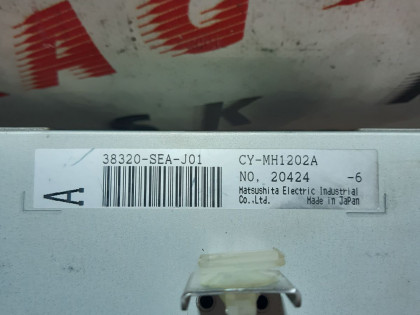 38320-SEA-J01 CY-MH1202A
NO. 20424 -6
A
Matsushita Electric Industrial
Co.,Ltd. Made in Japan